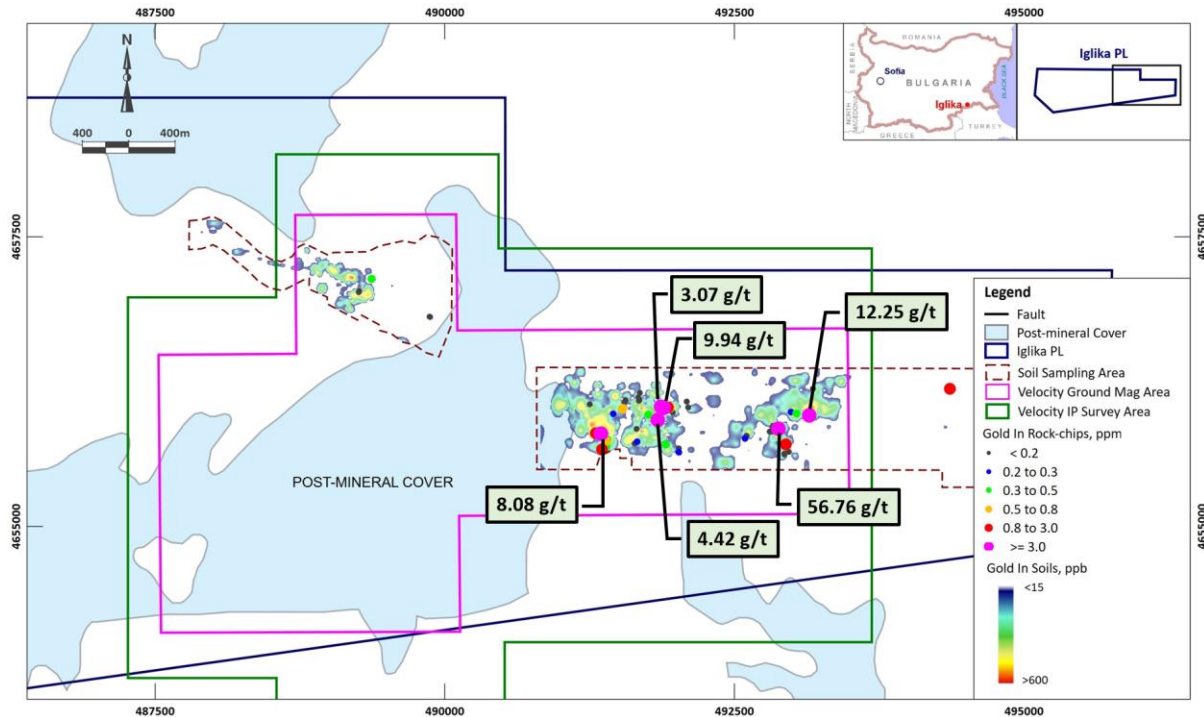 487500 490000 492500 495000
N
400 0 400m
ROMANIA
SERBIA
Sofia
BULGARIA
BLACK SEA
Iglika
NORTH
MACEDONIA
GREECE
TURKEY
Iglika PL
4657500
4657500
3.07 g/t
12.25 g/t
9.94 g/t
POST-MINERAL COVER
8.08 g/t
56.76 g/t
4.42 g/t
4655000
4655000
Legend
Fault
Post-mineral Cover
Iglika PL
Soil Sampling Area
Velocity Ground Mag Area
Velocity IP Survey Area
Gold In Rock-chips, ppm
< 0.2
0.2 to 0.3
0.3 to 0.5
0.5 to 0.8
0.8 to 3.0
>= 3.0
Gold In Soils, ppb
<15
>600
487500 490000 492500 495000